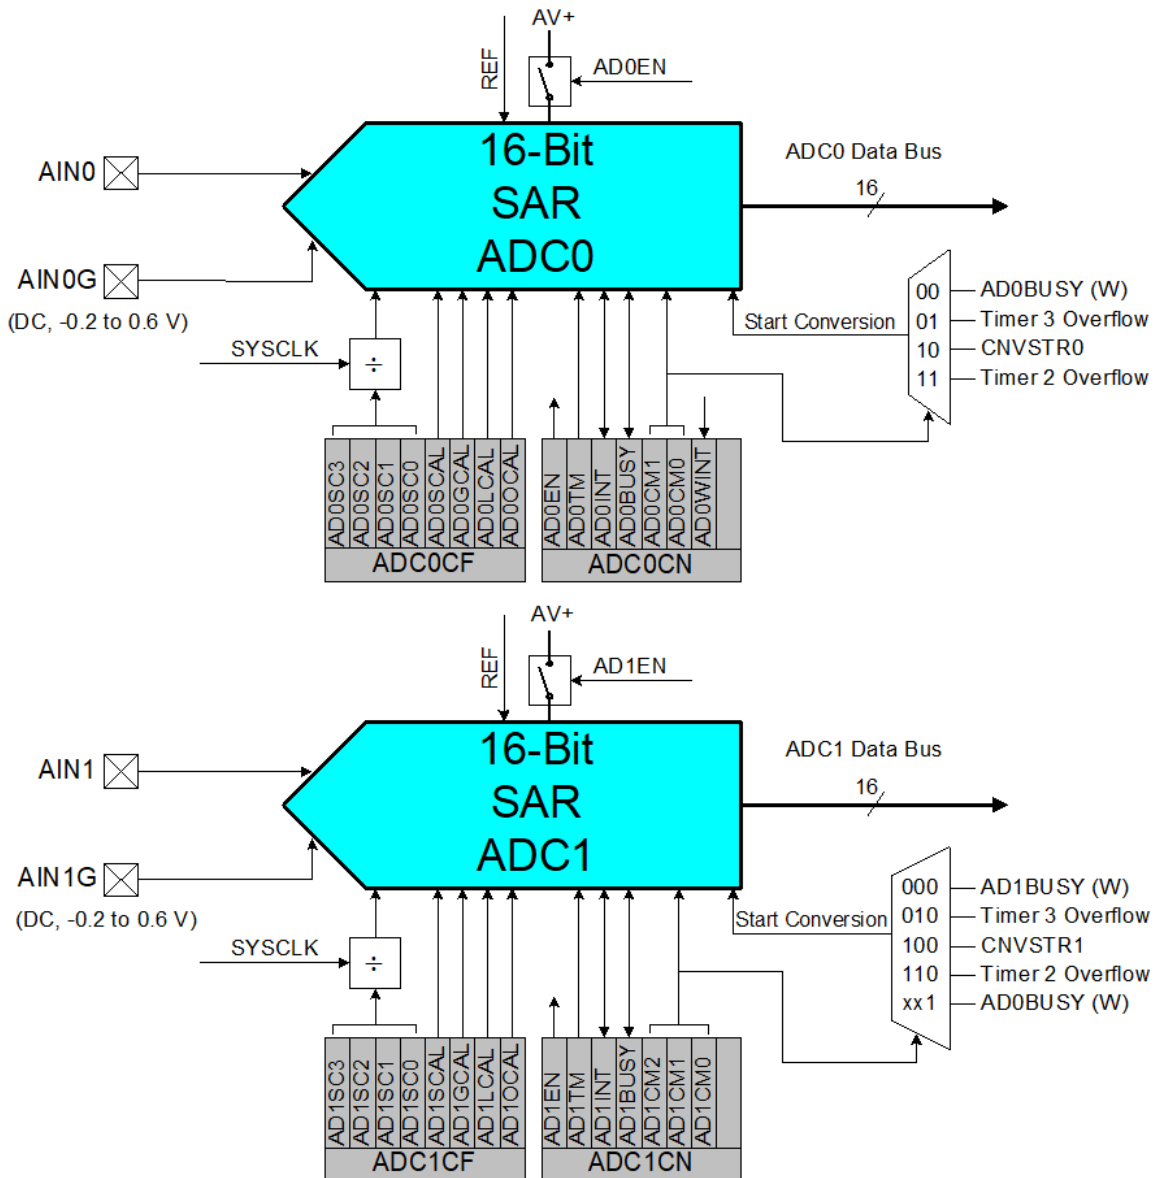 AV+
REF
AD0EN
16-Bit
SAR
ADC0
AIN0
AIN0G
(DC, -0.2 to 0.6 V)
ADC0 Data Bus
16
00 AD0BUSY (W)
01 Timer 3 Overflow
10 CNVSTR0
11 Timer 2 Overflow
Start Conversion
SYSCLK
÷
AD0SC3
AD0SC2
AD0SC1
AD0SC0
AD0SCAL
AD0GCAL
AD0LCAL
AD0OCAL
ADC0CF
AD0EN
AD0TM
AD0INT
AD0BUSY
AD0CM1
AD0CM0
AD0WINT
ADC0CN
AV+
REF
AD1EN
16-Bit
SAR
ADC1
AIN1
AIN1G
(DC, -0.2 to 0.6 V)
ADC1 Data Bus
16
000 AD1BUSY (W)
010 Timer 3 Overflow
100 CNVSTR1
110 Timer 2 Overflow
xx1 AD0BUSY (W)
Start Conversion
SYSCLK
÷
AD1SC3
AD1SC2
AD1SC1
AD1SC0
AD1SCAL
AD1GCAL
AD1LCAL
AD1OCAL
ADC1CF
AD1EN
AD1TM
AD1INT
AD1BUSY
AD1CM2
AD1CM1
AD1CM0
ADC1CN